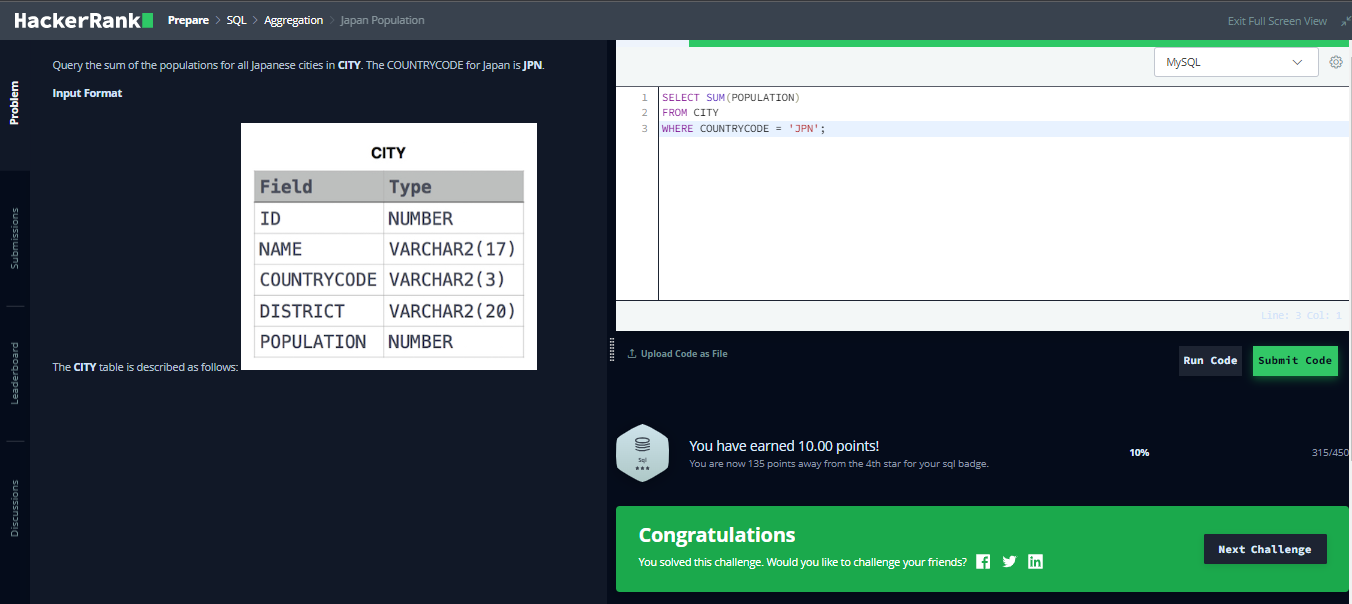 HackerRank
Prepare > SQL > Aggregation > Japan Population
Exit Full Screen View
Problem
Submissions
Leaderboard
Discussions
Query the sum of the populations for all Japanese cities in CITY. The COUNTRYCODE for Japan is JPN.
Input Format
CITY
Field Type
ID NUMBER
NAME VARCHAR2(17)
COUNTRYCODE VARCHAR2(3)
DISTRICT VARCHAR2(20)
POPULATION NUMBER
The CITY table is described as follows:
MySQL
1 SELECT SUM(POPULATION)
2 FROM CITY
3 WHERE COUNTRYCODE = 'JPN';
Line: 3 Col: 1
Upload Code as File
Run Code
Submit Code
Sql
You have earned 10.00 points!
You are now 135 points away from the 4th star for your sql badge.
10%
315/450
Congratulations
You solved this challenge. Would you like to challenge your friends?
Next Challenge